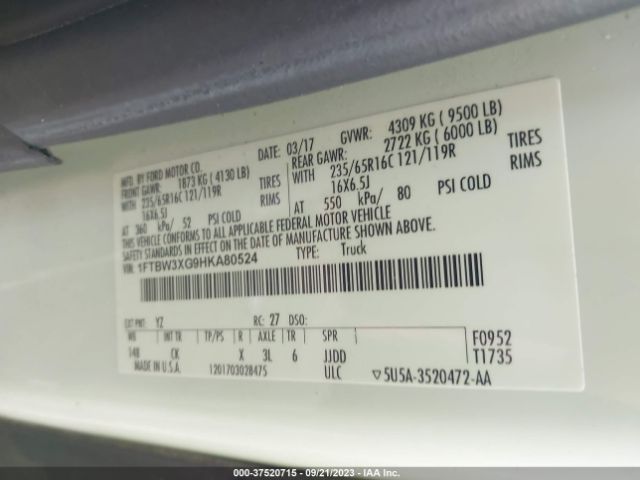 MFG. BY FORD MOTOR CO.
DATE: 03/17 GVWR: 4309 KG ( 9500 LB)
FRONT GAWR: 1873 KG ( 4130 LB) REAR GAWR: 2722 KG ( 6000 LB)
WITH 235/65R16C 121/119R TIRES WITH 235/65R16C 121/119R TIRES
16X6.5J RIMS 16X6.5J RIMS
AT 360 kPa/ 52 PSI COLD AT 550 kPa/ 80 PSI COLD
THIS VEHICLE CONFORMS TO ALL APPLICABLE FEDERAL MOTOR VEHICLE
SAFETY STANDARDS IN EFFECT ON THE DATE OF MANUFACTURE SHOWN ABOVE.
VIN: 1FTBW3XG9HKA80524 TYPE: Truck
EXT PNT: YZ RC: 27 DSO:
WB INT TR TP/PS R AXLE TR SPR F0952
148 CK X 3L 6 JJDD T1735
MADE IN U.S.A. 1201703028475 ULC ▽5U5A-3520472-AA
000-37520715 - 09/21/2023 - COPYRIGHT